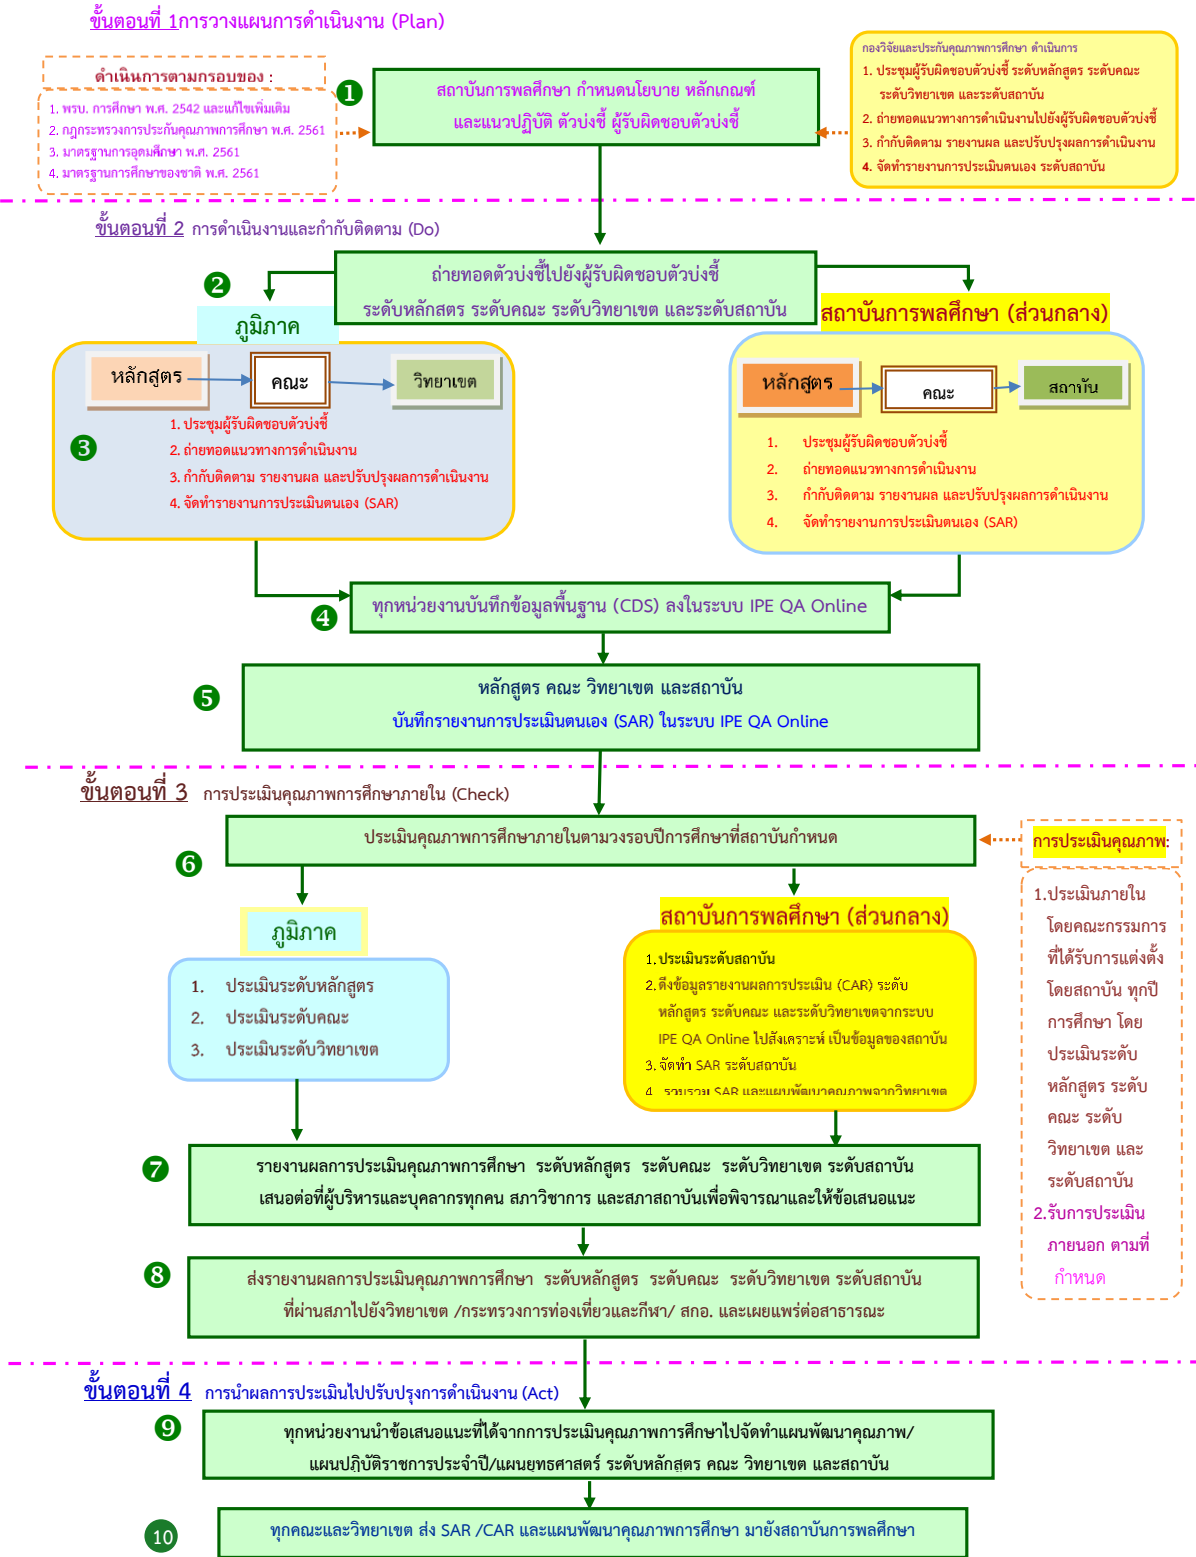 ขั้นตอนที่ 1การวางแผนการดำเนินงาน (Plan)
ดำเนินการตามกรอบของ :
1. พรบ. การศึกษา พ.ศ. 2542 และแก้ไขเพิ่มเติม
2. กฎกระทรวงการประกันคุณภาพการศึกษา พ.ศ. 2561
3. มาตรฐานการอุดมศึกษา พ.ศ. 2561
4. มาตรฐานการศึกษาของชาติ พ.ศ. 2561
1
สถาบันการพลศึกษา กำหนดนโยบาย หลักเกณฑ์
และแนวปฏิบัติ ตัวบ่งชี้ ผู้รับผิดชอบตัวบ่งชี้
กองวิจัยและประกันคุณภาพการศึกษา ดำเนินการ
1. ประชุมผู้รับผิดชอบตัวบ่งชี้ ระดับหลักสูตร ระดับคณะ
ระดับวิทยาเขต และระดับสถาบัน
2. ถ่ายทอดแนวทางการดำเนินงานไปยังผู้รับผิดชอบตัวบ่งชี้
3. กำกับติดตาม รายงานผล และปรับปรุงผลการดำเนินงาน
4. จัดทำรายงานการประเมินตนเอง ระดับสถาบัน
ขั้นตอนที่ 2 การดำเนินงานและกำกับติดตาม (Do)
2
ถ่ายทอดตัวบ่งชี้ไปยังผู้รับผิดชอบตัวบ่งชี้
ระดับหลักสูตร ระดับคณะ ระดับวิทยาเขต และระดับสถาบัน
ภูมิภาค
หลักสูตร
คณะ
วิทยาเขต
3
1. ประชุมผู้รับผิดชอบตัวบ่งชี้
2. ถ่ายทอดแนวทางการดำเนินงาน
3. กำกับติดตาม รายงานผล และปรับปรุงผลการดำเนินงาน
4. จัดทำรายงานการประเมินตนเอง (SAR)
สถาบันการพลศึกษา (ส่วนกลาง)
หลักสูตร
คณะ
สถาบัน
1. ประชุมผู้รับผิดชอบตัวบ่งชี้
2. ถ่ายทอดแนวทางการดำเนินงาน
3. กำกับติดตาม รายงานผล และปรับปรุงผลการดำเนินงาน
4. จัดทำรายงานการประเมินตนเอง (SAR)
4
ทุกหน่วยงานบันทึกข้อมูลพื้นฐาน (CDS) ลงในระบบ IPE QA Online
5
หลักสูตร คณะ วิทยาเขต และสถาบัน
บันทึกรายงานการประเมินตนเอง (SAR) ในระบบ IPE QA Online
ขั้นตอนที่ 3 การประเมินคุณภาพการศึกษาภายใน (Check)
6
ประเมินคุณภาพการศึกษาภายในตามวงรอบปีการศึกษาที่สถาบันกำหนด
ภูมิภาค
1. ประเมินระดับหลักสูตร
2. ประเมินระดับคณะ
3. ประเมินระดับวิทยาเขต
สถาบันการพลศึกษา (ส่วนกลาง)
1. ประเมินระดับสถาบัน
2. ดึงข้อมูลรายงานผลการประเมิน (CAR) ระดับ
หลักสูตร ระดับคณะ และระดับวิทยาเขตจากระบบ
IPE QA Online ไปสังเคราะห์ เป็นข้อมูลของสถาบัน
3. จัดทำ SAR ระดับสถาบัน
4. รวบรวม SAR และแผนพัฒนาคุณภาพจากวิทยาเขต
การประเมินคุณภาพ:
1.ประเมินภายใน
โดยคณะกรรมการ
ที่ได้รับการแต่งตั้ง
โดยสถาบัน ทุกปี
การศึกษา โดย
ประเมินระดับ
หลักสูตร ระดับ
คณะ ระดับ
วิทยาเขต และ
ระดับสถาบัน
2.รับการประเมิน
ภายนอก ตามที่
กำหนด
7
รายงานผลการประเมินคุณภาพการศึกษา ระดับหลักสูตร ระดับคณะ ระดับวิทยาเขต ระดับสถาบัน
เสนอต่อที่ผู้บริหารและบุคลากรทุกคน สภาวิชาการ และสภาสถาบันเพื่อพิจารณาและให้ข้อเสนอแนะ
8
ส่งรายงานผลการประเมินคุณภาพการศึกษา ระดับหลักสูตร ระดับคณะ ระดับวิทยาเขต ระดับสถาบัน
ที่ผ่านสภาไปยังวิทยาเขต /กระทรวงการท่องเที่ยวและกีฬา/ สกอ. และเผยแพร่ต่อสาธารณะ
ขั้นตอนที่ 4 การนำผลการประเมินไปปรับปรุงการดำเนินงาน (Act)
9
ทุกหน่วยงานนำข้อเสนอแนะที่ได้จากการประเมินคุณภาพการศึกษาไปจัดทำแผนพัฒนาคุณภาพ/
แผนปฏิบัติราชการประจำปี/แผนยุทธศาสตร์ ระดับหลักสูตร คณะ วิทยาเขต และสถาบัน
10
ทุกคณะและวิทยาเขต ส่ง SAR /CAR และแผนพัฒนาคุณภาพการศึกษา มายังสถาบันการพลศึกษา